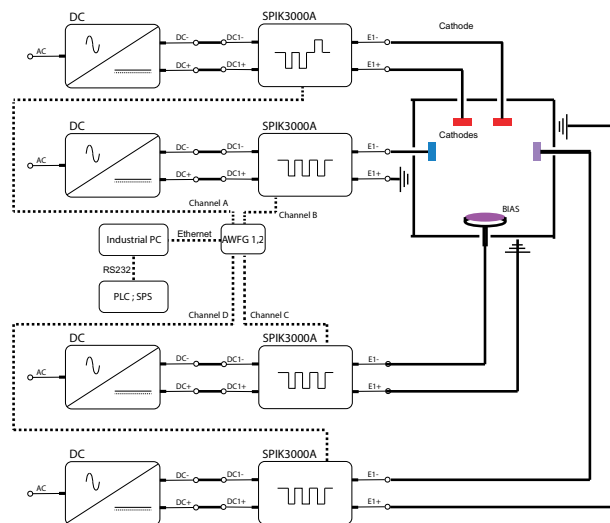 DC
SPIK3000A
Cathode
AC
DC-
DC1-
E1-
DC+
DC1+
E1+
DC
SPIK3000A
Cathodes
AC
DC-
DC1-
E1-
DC+
DC1+
E1+
Channel A
Channel B
BIAS
Industrial PC
Ethernet
AWFG 1,2
RS232
PLC ; SPS
Channel D
Channel C
DC
SPIK3000A
AC
DC-
DC1-
E1-
DC+
DC1+
E1+
DC
SPIK3000A
AC
DC-
DC1-
E1-
DC+
DC1+
E1+